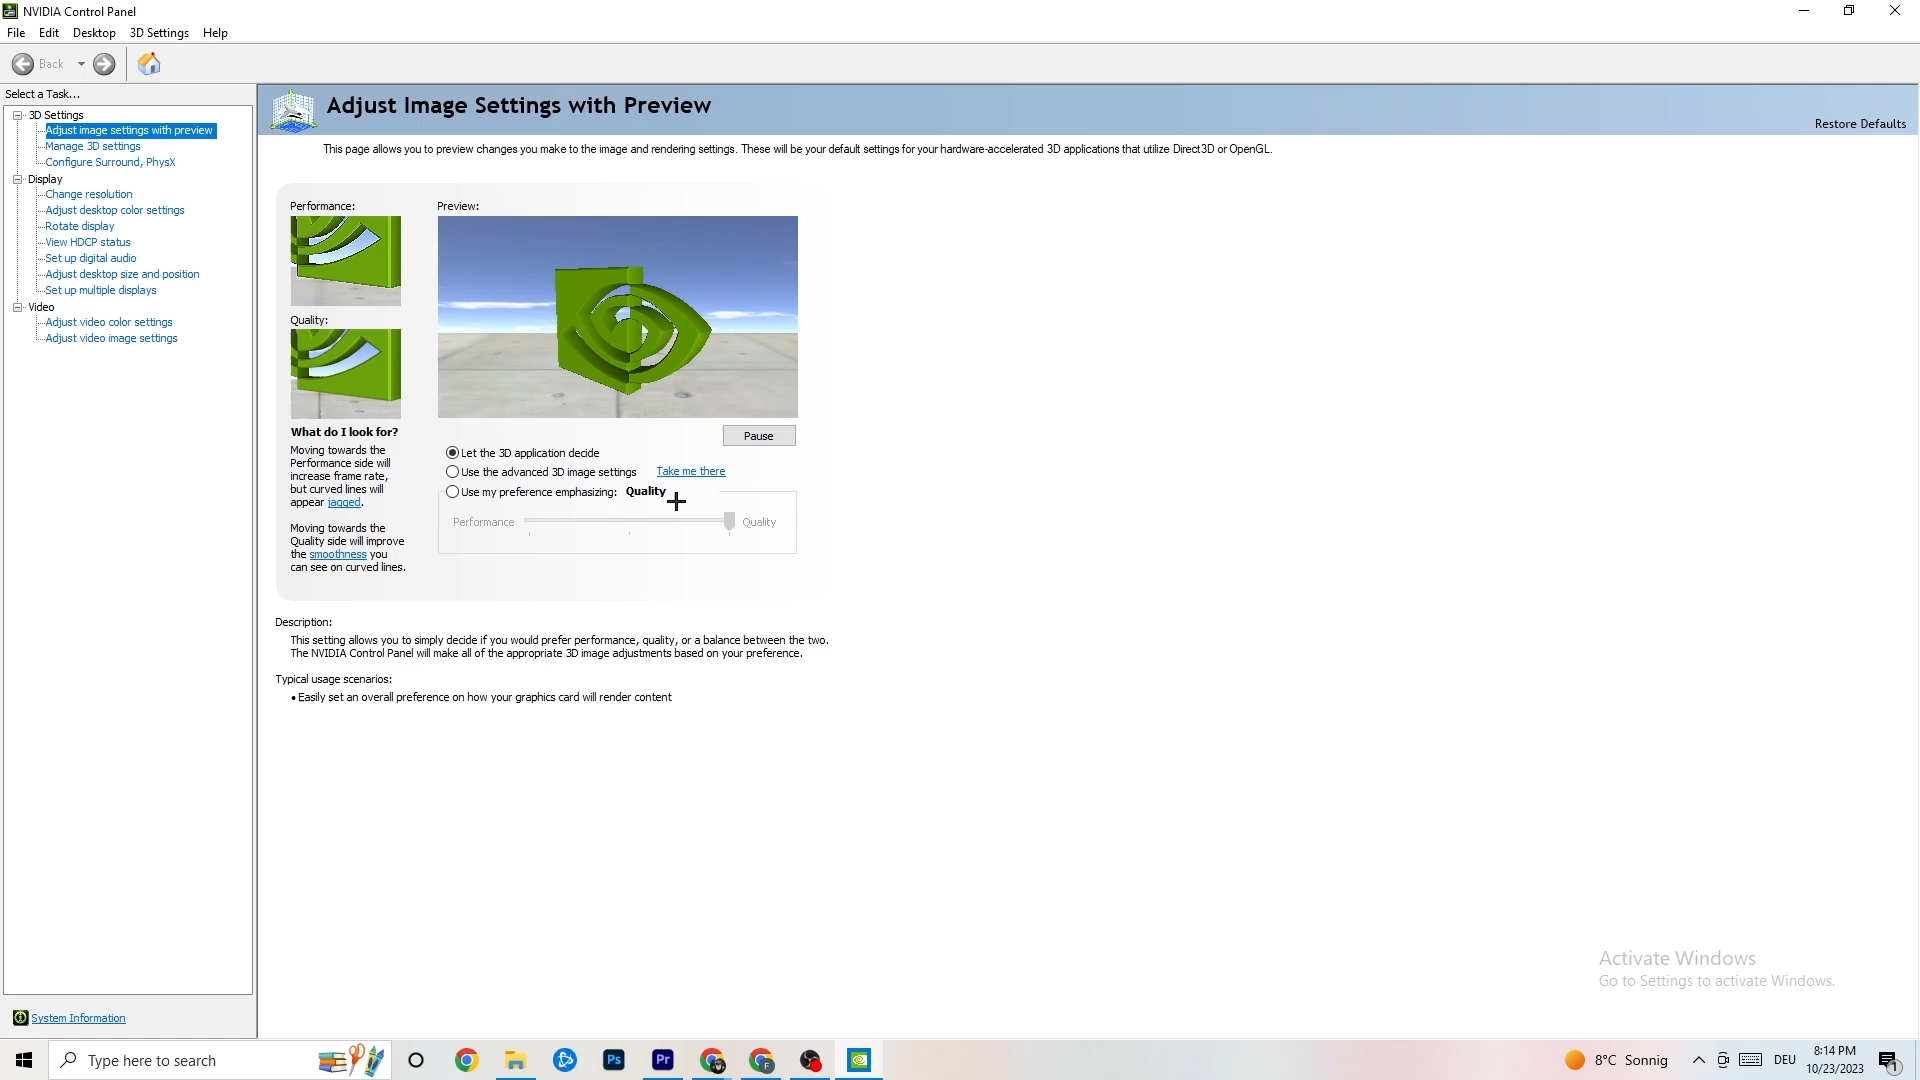 NVIDIA Control Panel
File Edit Desktop 3D Settings Help
Back
Select a Task...
3D Settings
Adjust image settings with preview
Manage 3D settings
Configure Surround, PhysX
Display
Change resolution
Adjust desktop color settings
Rotate display
View HDCP status
Set up digital audio
Adjust desktop size and position
Set up multiple displays
Video
Adjust video color settings
Adjust video image settings
System Information
Adjust Image Settings with Preview
Restore Defaults
This page allows you to preview changes you make to the image and rendering settings. These will be your default settings for your hardware-accelerated 3D applications that utilize Direct3D or OpenGL.
Performance:
Quality:
What do I look for?
Moving towards the
Performance side will
increase frame rate,
but curved lines will
appear jagged.
Moving towards the
Quality side will improve
the smoothness you
can see on curved lines.
Preview:
Pause
Let the 3D application decide
Use the advanced 3D image settings Take me there
Use my preference emphasizing: Quality
Performance Quality
Description:
This setting allows you to simply decide if you would prefer performance, quality, or a balance between the two.
The NVIDIA Control Panel will make all of the appropriate 3D image adjustments based on your preference.
Typical usage scenarios:
• Easily set an overall preference on how your graphics card will render content
Activate Windows
Go to Settings to activate Windows.
Type here to search
Ps
Pr
F
8°C Sonnig
DEU
8:14 PM
10/23/2023
1